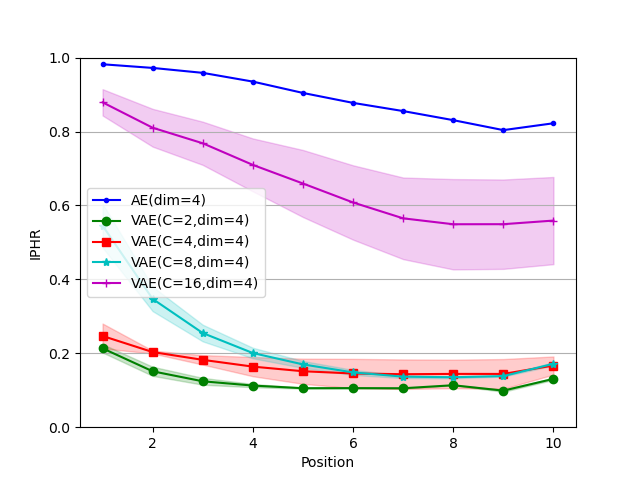 1.0
0.8
0.6
0.4
0.2
0.0
IPHR
AE(dim=4)
VAE(C=2,dim=4)
VAE(C=4,dim=4)
VAE(C=8,dim=4)
VAE(C=16,dim=4)
2 4 6 8 10
Position